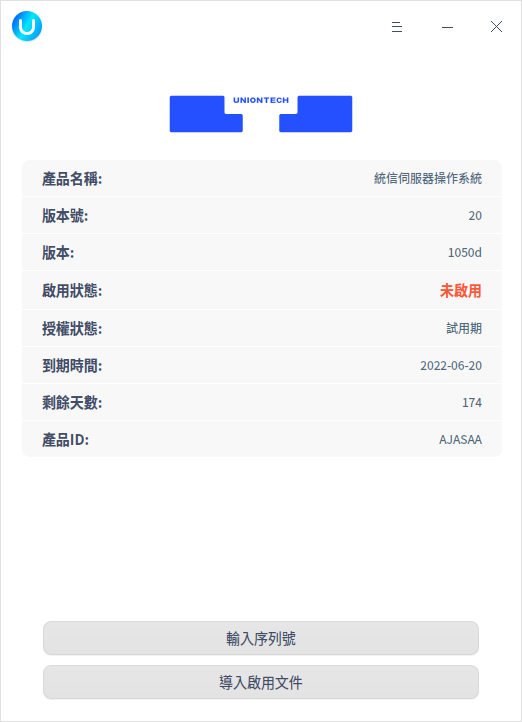 UNIONTECH
產品名稱: 統信伺服器操作系統
版本號: 20
版本: 1050d
啟用狀態: 未啟用
授權狀態: 試用期
到期時間: 2022-06-20
剩餘天數: 174
產品ID: AJASAA
輸入序列號
導入啟用文件